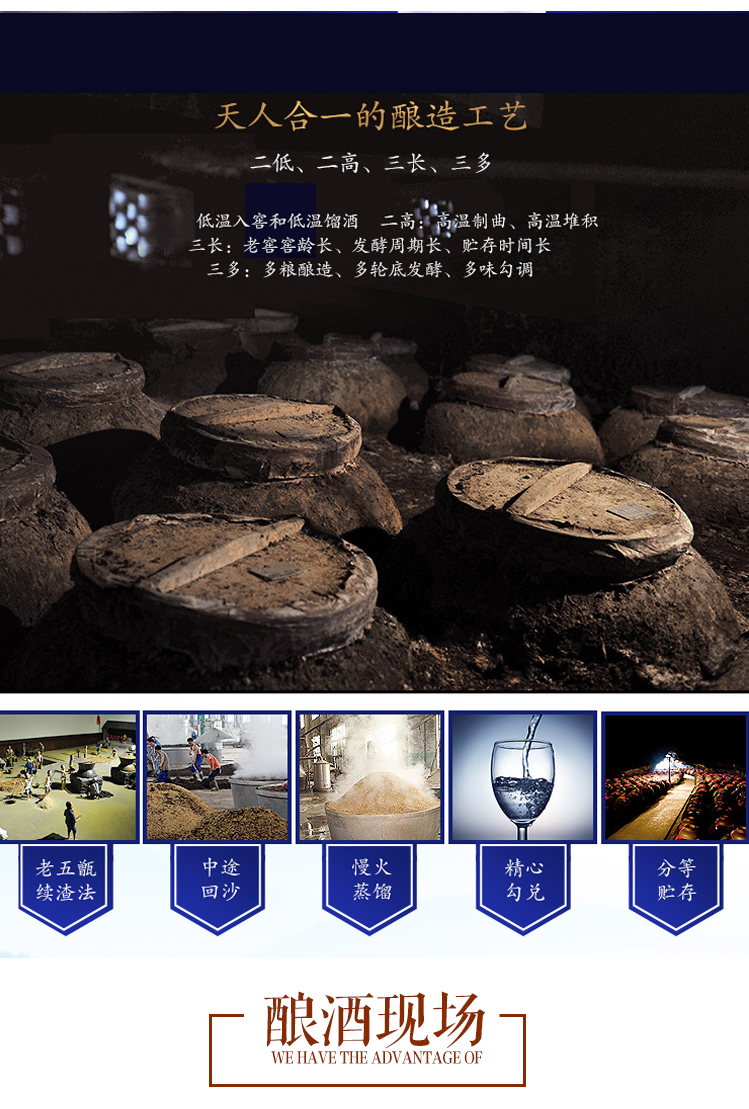 天人合一的酿造工艺
二低、二高、三长、三多
低温入窖和低温馏酒 二高：高温制曲、高温堆积
三长：老窖窖龄长、发酵周期长、贮存时间长
三多：多粮酿造、多轮底发酵、多味勾调
老五甑
续渣法
中途
回沙
慢火
蒸馏
精心
勾兑
分等
贮存
酿酒现场
WE HAVE THE ADVANTAGE OF